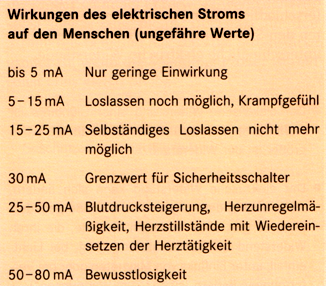 Wirkungen des elektrischen Stroms
auf den Menschen (ungefähre Werte)
bis 5 mA Nur geringe Einwirkung
5–15 mA Loslassen noch möglich, Krampfgefühl
15–25 mA Selbständiges Loslassen nicht mehr
möglich
30 mA Grenzwert für Sicherheitsschalter
25–50 mA Blutdrucksteigerung, Herzunregelmä-
ßigkeit, Herzstillstände mit Wiederein-
setzen der Herztätigkeit
50–80 mA Bewusstlosigkeit